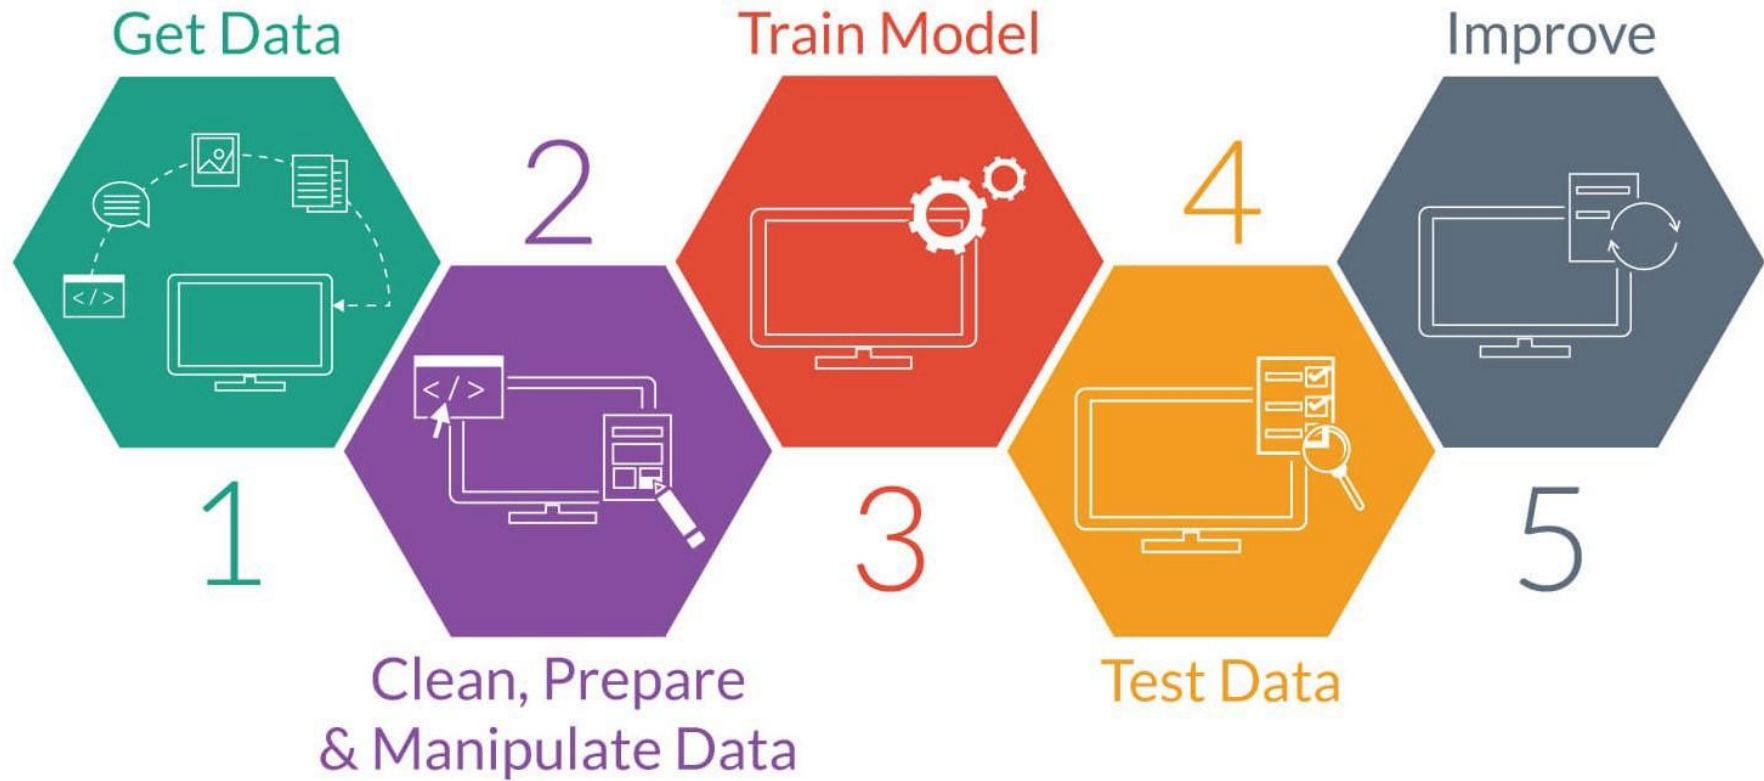 Get Data
1
</>
2
</>
Clean, Prepare
& Manipulate Data
Train Model
3
4
Test Data
Improve
5